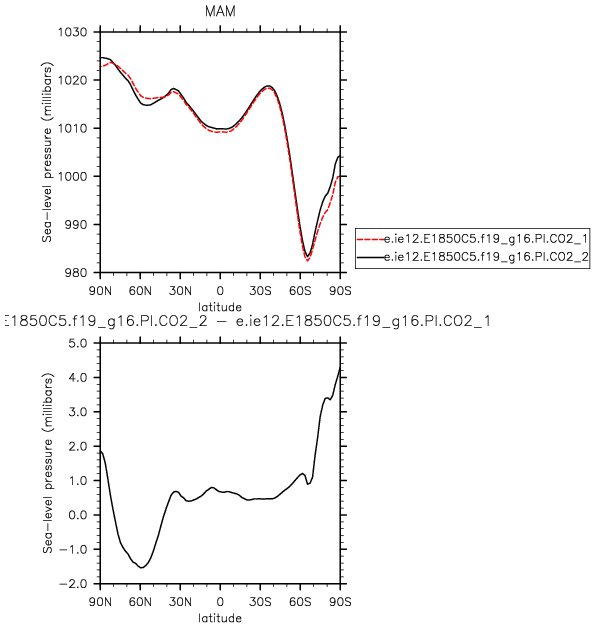 MAM
1030
1020
1010
1000
990
980
Sea-level pressure (millibars)
90N 60N 30N 0 30S 60S 90S
latitude
e.ie12.E1850C5.f19_g16.PI.CO2_1
e.ie12.E1850C5.f19_g16.PI.CO2_2
E1850C5.f19_g16.PI.CO2_2 - e.ie12.E1850C5.f19_g16.PI.CO2_1
5.0
4.0
3.0
2.0
1.0
0.0
-1.0
-2.0
Sea-level pressure (millibars)
90N 60N 30N 0 30S 60S 90S
latitude